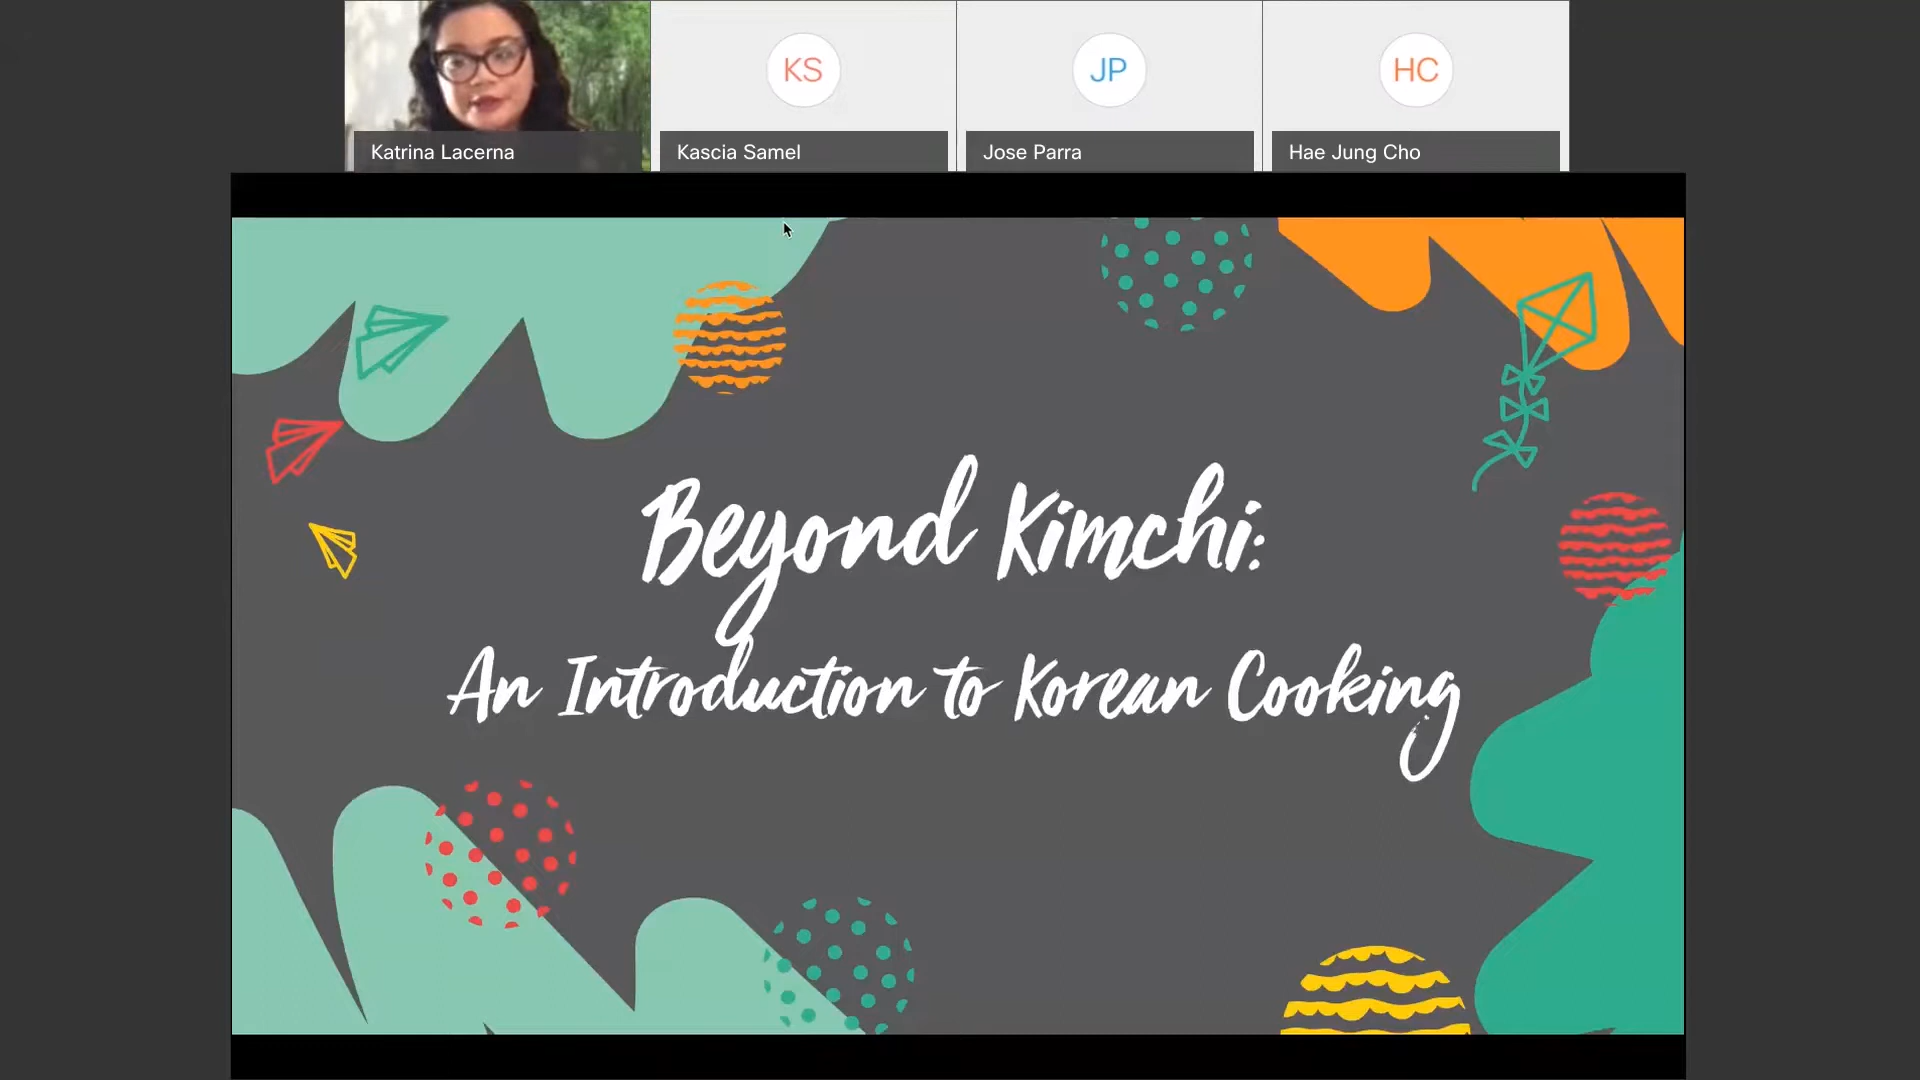 KS
JP
HC
Katrina Lacerna
Kascia Samel
Jose Parra
Hae Jung Cho
Beyond Kimchi:
An Introduction to Korean Cooking